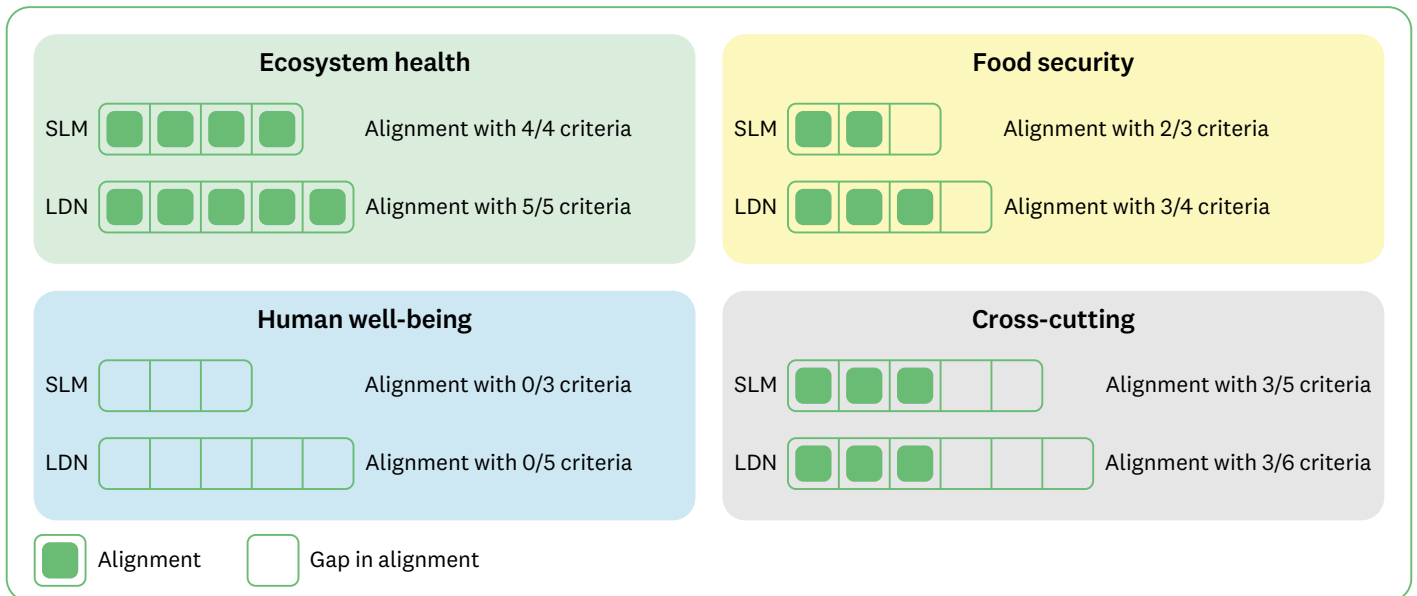 Ecosystem health
SLM Alignment with 4/4 criteria
LDN Alignment with 5/5 criteria
Food security
SLM Alignment with 2/3 criteria
LDN Alignment with 3/4 criteria
Human well-being
SLM Alignment with 0/3 criteria
LDN Alignment with 0/5 criteria
Cross-cutting
SLM Alignment with 3/5 criteria
LDN Alignment with 3/6 criteria
Alignment Gap in alignment